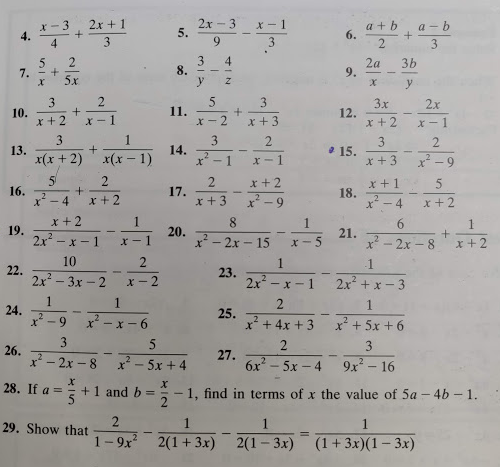 4. (x − 3)/4 + (2x + 1)/3 5. (2x − 3)/9 − (x − 1)/3 6. (a + b)/2 + (a − b)/3
7. 5/x + 2/5x 8. 3/y − 4/z 9. 2a/x − 3b/y
10. 3/(x + 2) + 2/(x − 1) 11. 5/(x − 2) + 3/(x + 3) 12. 3x/(x + 2) − 2x/(x − 1)
13. 3/(x(x + 2)) + 1/(x(x − 1)) 14. 3/(x² − 1) − 2/(x − 1) 15. 3/(x + 3) − 2/(x² − 9)
16. 5/(x² − 4) + 2/(x + 2) 17. 2/(x + 3) − (x + 2)/(x² − 9) 18. (x + 1)/(x² − 4) − 5/(x + 2)
19. (x + 2)/(2x² − x − 1) − 1/(x − 1) 20. 8/(x² − 2x − 15) − 1/(x − 5) 21. 6/(x² − 2x − 8) + 1/(x + 2)
22. 10/(2x² − 3x − 2) − 2/(x − 2) 23. 1/(2x² − x − 1) − 1/(2x² + x − 3)
24. 1/(x² − 9) − 1/(x² − x − 6) 25. 2/(x² + 4x + 3) − 1/(x² + 5x + 6)
26. 3/(x² − 2x − 8) − 5/(x² − 5x + 4) 27. 2/(6x² − 5x − 4) − 3/(9x² − 16)
28. If a = x/5 + 1 and b = x/2 − 1, find in terms of x the value of 5a − 4b − 1.
29. Show that 2/(1 − 9x²) − 1/(2(1 + 3x)) − 1/(2(1 − 3x)) = 1/((1 + 3x)(1 − 3x))